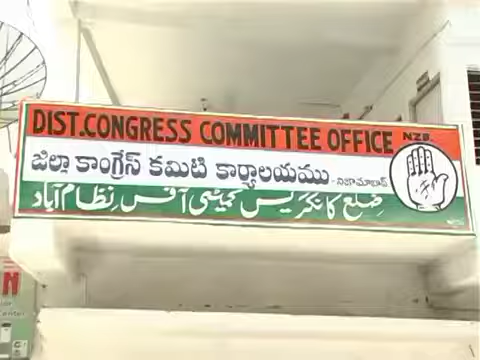 DIST.CONGRESS COMMITTEE OFFICE NZB.
జిల్లా కాంగ్రేస్ కమిటి కార్యాలయము - నిజామాబాద్
ضلع کانگریس کمیٹی آفس نظام آباد
N